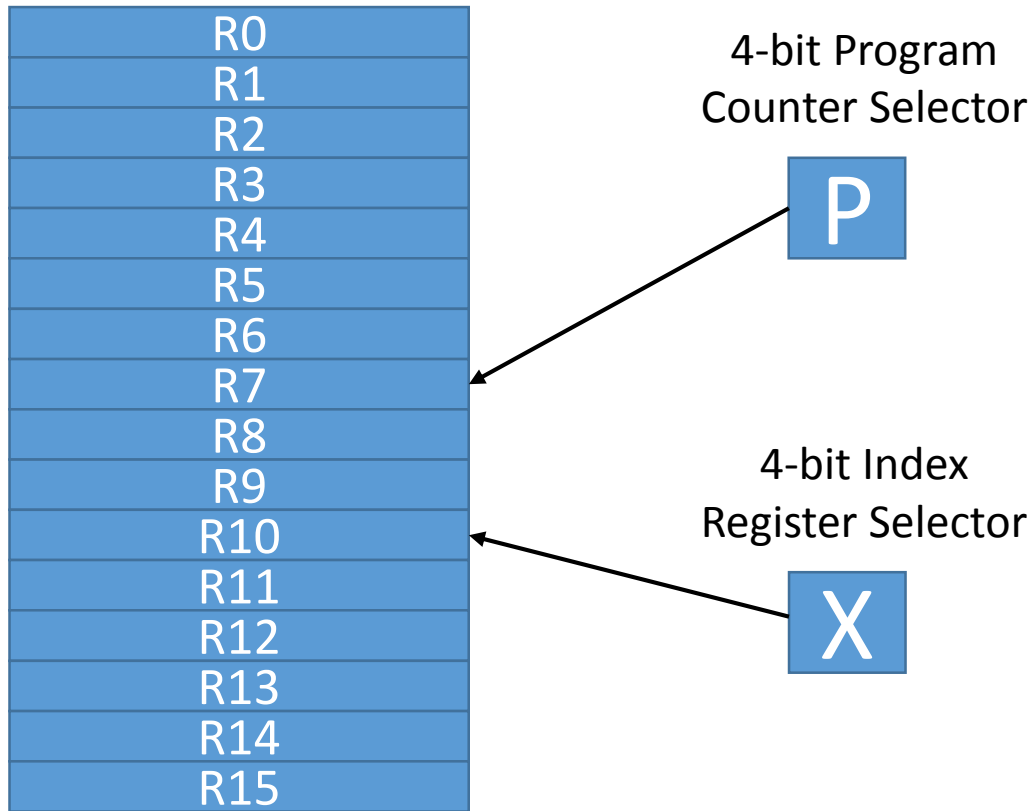 R0
R1
R2
R3
R4
R5
R6
R7
R8
R9
R10
R11
R12
R13
R14
R15
4-bit Program
Counter Selector
P
4-bit Index
Register Selector
X